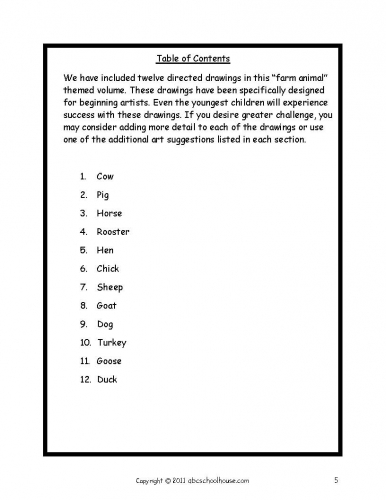 Table of Contents
We have included twelve directed drawings in this "farm animal"
themed volume. These drawings have been specifically designed
for beginning artists. Even the youngest children will experience
success with these drawings. If you desire greater challenge, you
may consider adding more detail to each of the drawings or use
one of the additional art suggestions listed in each section.
1. Cow
2. Pig
3. Horse
4. Rooster
5. Hen
6. Chick
7. Sheep
8. Goat
9. Dog
10. Turkey
11. Goose
12. Duck
Copyright © 2011 abcschoolhouse.com 5